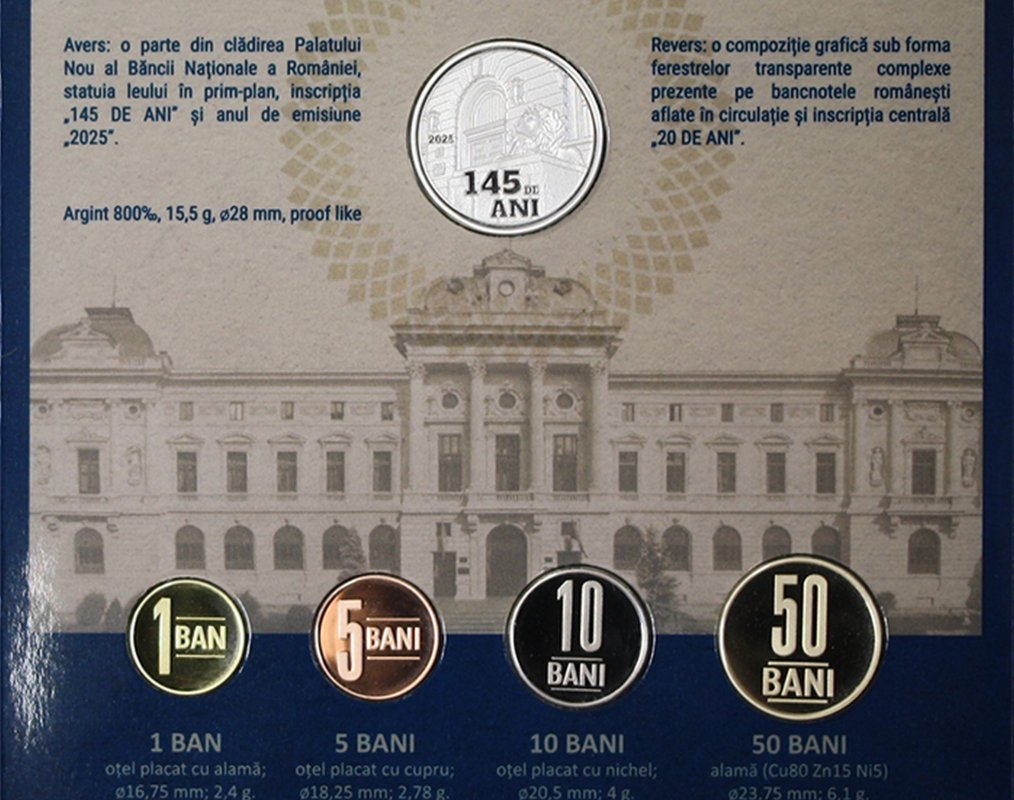 Avers: o parte din clădirea Palatului
Nou al Băncii Naționale a României,
statuia leului în prim-plan, inscripția
„145 DE ANI” și anul de emisiune
„2025”.
Argint 800‰, 15,5 g, ø28 mm, proof like
2025
145 DE
ANI
Revers: o compoziție grafică sub forma
ferestrelor transparente complexe
prezente pe bancnotele românești
aflate în circulație și inscripția centrală
„20 DE ANI”.
1 BAN
5 BANI
10
BANI
50
BANI
1 BAN
oțel placat cu alamă;
ø16,75 mm; 2,4 g.
5 BANI
oțel placat cu cupru;
ø18,25 mm; 2,78 g.
10 BANI
oțel placat cu nichel;
ø20,5 mm; 4 g.
50 BANI
alamă (Cu80 Zn15 Ni5)
ø23,75 mm; 6,1 g.